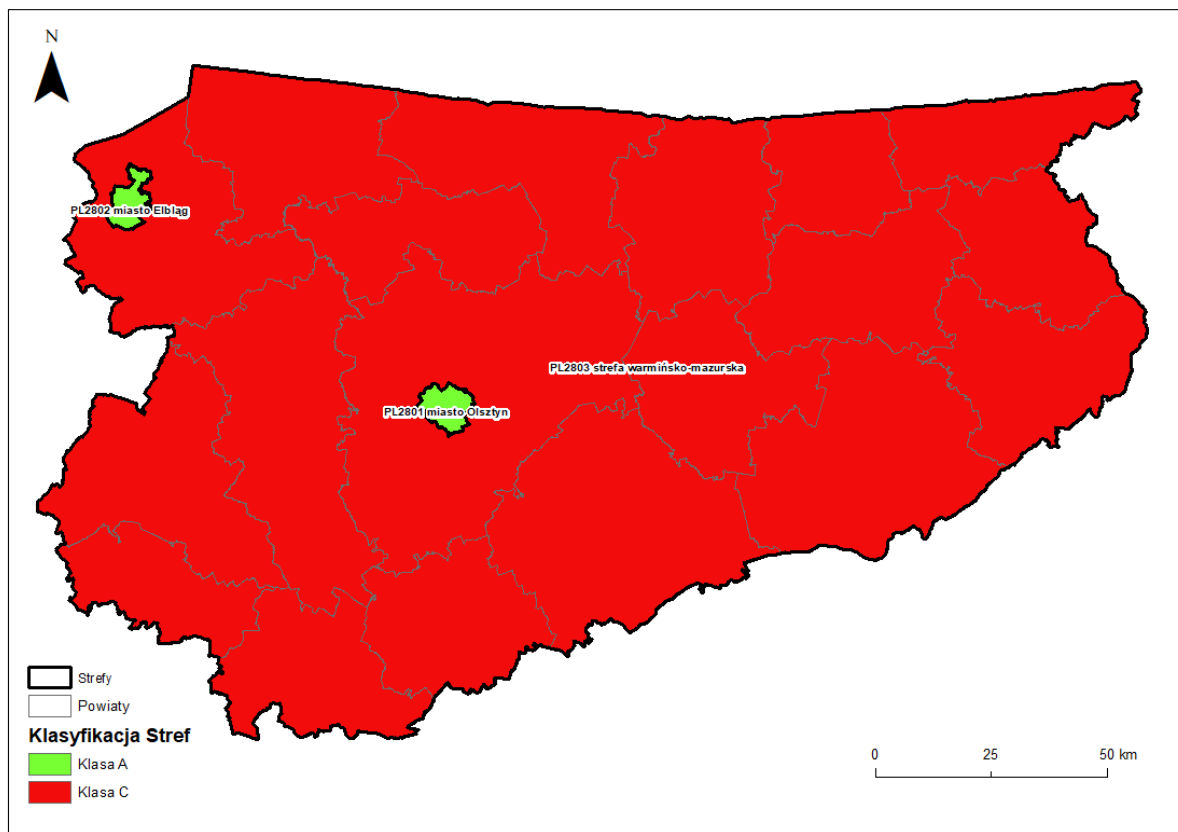 N
PL2802 miasto Elbląg
PL2803 strefa warmińsko-mazurska
PL2801 miasto Olsztyn
Strefy
Powiaty
Klasyfikacja Stref
Klasa A
Klasa C
0 25 50 km